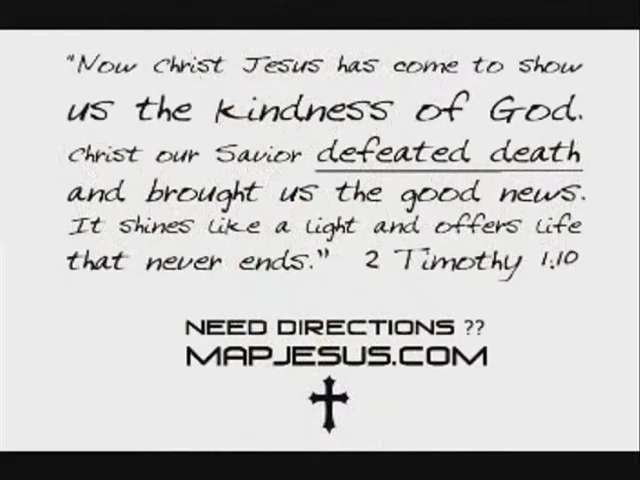 "Now Christ Jesus has come to show
us the kindness of God.
Christ our Savior defeated death
and brought us the good news.
It shines like a light and offers life
that never ends." 2 Timothy 1:10
NEED DIRECTIONS ??
MAPJESUS.COM